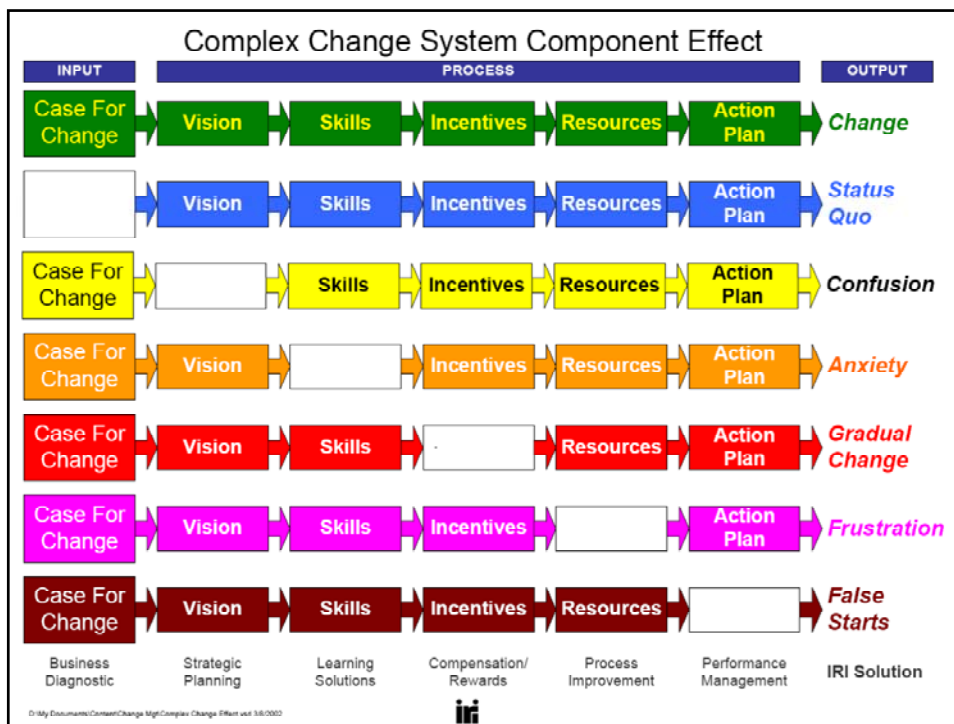 Complex Change System Component Effect
INPUT PROCESS OUTPUT
Case For
Change
Vision Skills Incentives Resources Action
Plan
Change
Vision Skills Incentives Resources Action
Plan
Status
Quo
Case For
Change
Skills Incentives Resources Action
Plan
Confusion
Case For
Change
Vision Incentives Resources Action
Plan
Anxiety
Case For
Change
Vision Skills Resources Action
Plan
Gradual
Change
Case For
Change
Vision Skills Incentives Action
Plan
Frustration
Case For
Change
Vision Skills Incentives Resources
False
Starts
Business
Diagnostic
Strategic
Planning
Learning
Solutions
Compensation/
Rewards
Process
Improvement
Performance
Management
IRI Solution
iri